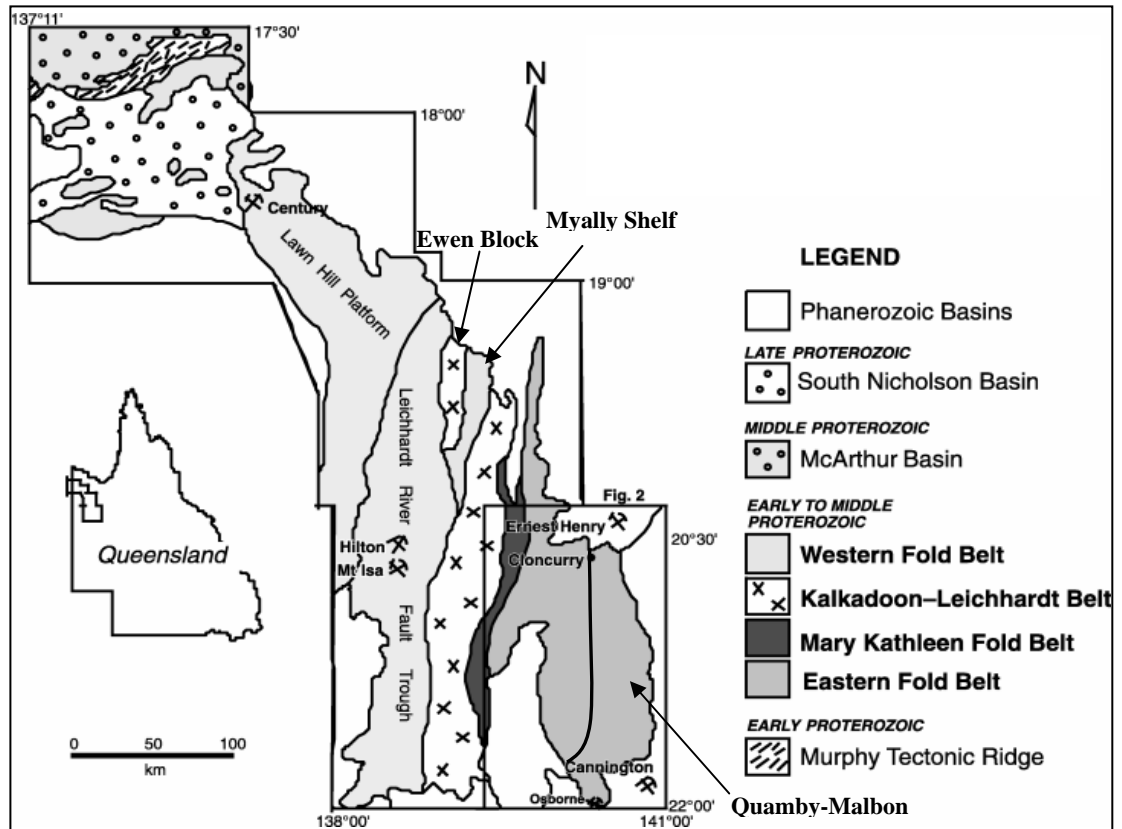 137°11'
17°30'
N
18°00'
Century
Myally Shelf
Ewen Block
Lawn Hill Platform
19°00'
LEGEND
Phanerozoic Basins
LATE PROTEROZOIC
South Nicholson Basin
MIDDLE PROTEROZOIC
McArthur Basin
EARLY TO MIDDLE
PROTEROZOIC
Western Fold Belt
Kalkadoon–Leichhardt Belt
Mary Kathleen Fold Belt
Eastern Fold Belt
EARLY PROTEROZOIC
Murphy Tectonic Ridge
Leichhardt River Fault Trough
Fig. 2
Ernest Henry
20°30'
Cloncurry
Hilton
Mt Isa
Queensland
0 50 100
km
Cannington
Osborne
Quamby-Malbon
22°00'
138°00'
141°00'